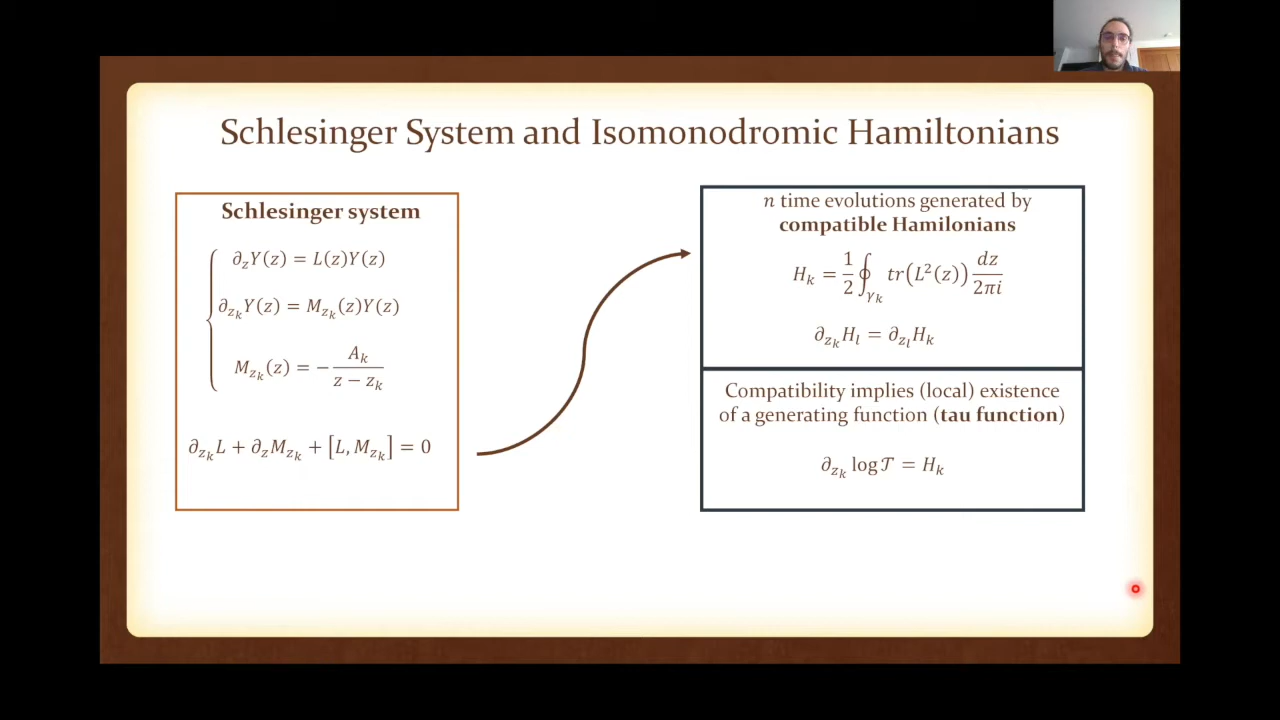 Schlesinger System and Isomonodromic Hamiltonians
Schlesinger system
∂_z Y(z) = L(z)Y(z)
∂_{z_k} Y(z) = M_{z_k}(z)Y(z)
M_{z_k}(z) = − A_k / (z − z_k)
∂_{z_k} L + ∂_z M_{z_k} + [L, M_{z_k}] = 0
n time evolutions generated by
compatible Hamilonians
H_k = 1/2 ∮_{γ_k} tr(L²(z)) dz/2πi
∂_{z_k} H_l = ∂_{z_l} H_k
Compatibility implies (local) existence
of a generating function (tau function)
∂_{z_k} log 𝒯 = H_k